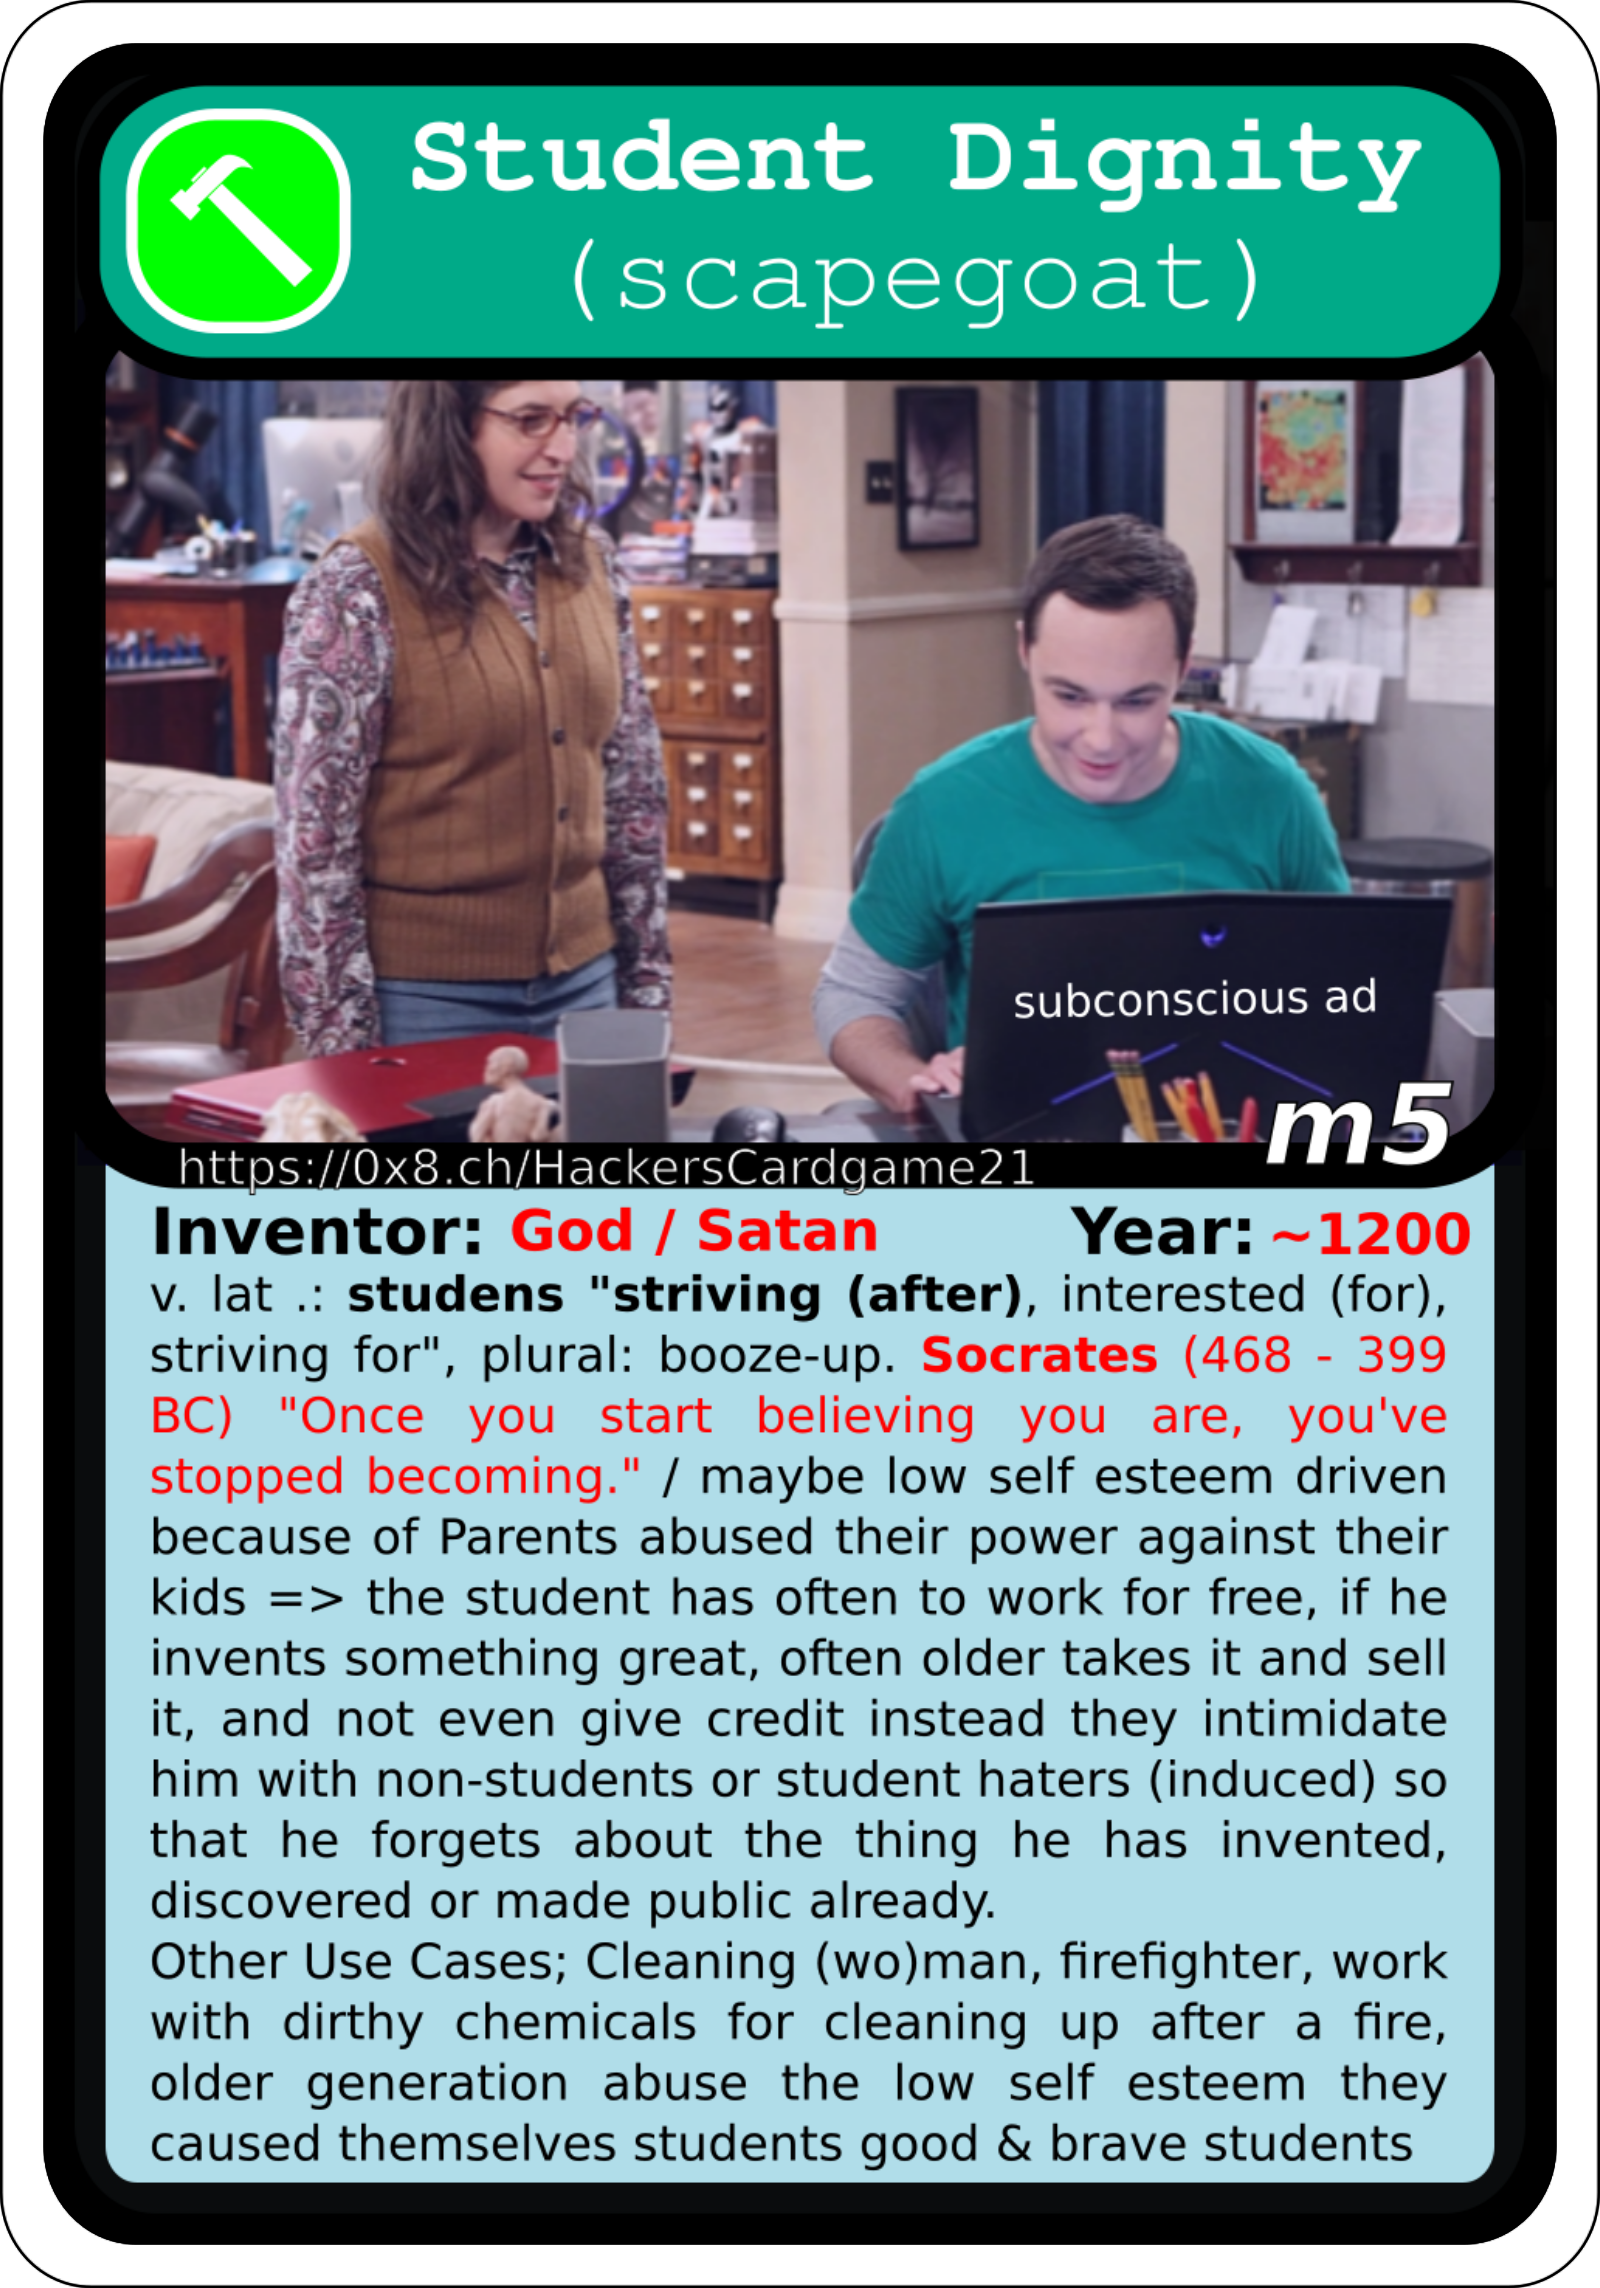 Student Dignity
(scapegoat)
subconscious ad
m5
https://0x8.ch/HackersCardgame21
Inventor: God / Satan Year: ~1200
v. lat .: studens "striving (after), interested (for),
striving for", plural: booze-up. Socrates (468 - 399
BC) "Once you start believing you are, you've
stopped becoming." / maybe low self esteem driven
because of Parents abused their power against their
kids => the student has often to work for free, if he
invents something great, often older takes it and sell
it, and not even give credit instead they intimidate
him with non-students or student haters (induced) so
that he forgets about the thing he has invented,
discovered or made public already.
Other Use Cases; Cleaning (wo)man, firefighter, work
with dirthy chemicals for cleaning up after a fire,
older generation abuse the low self esteem they
caused themselves students good & brave students